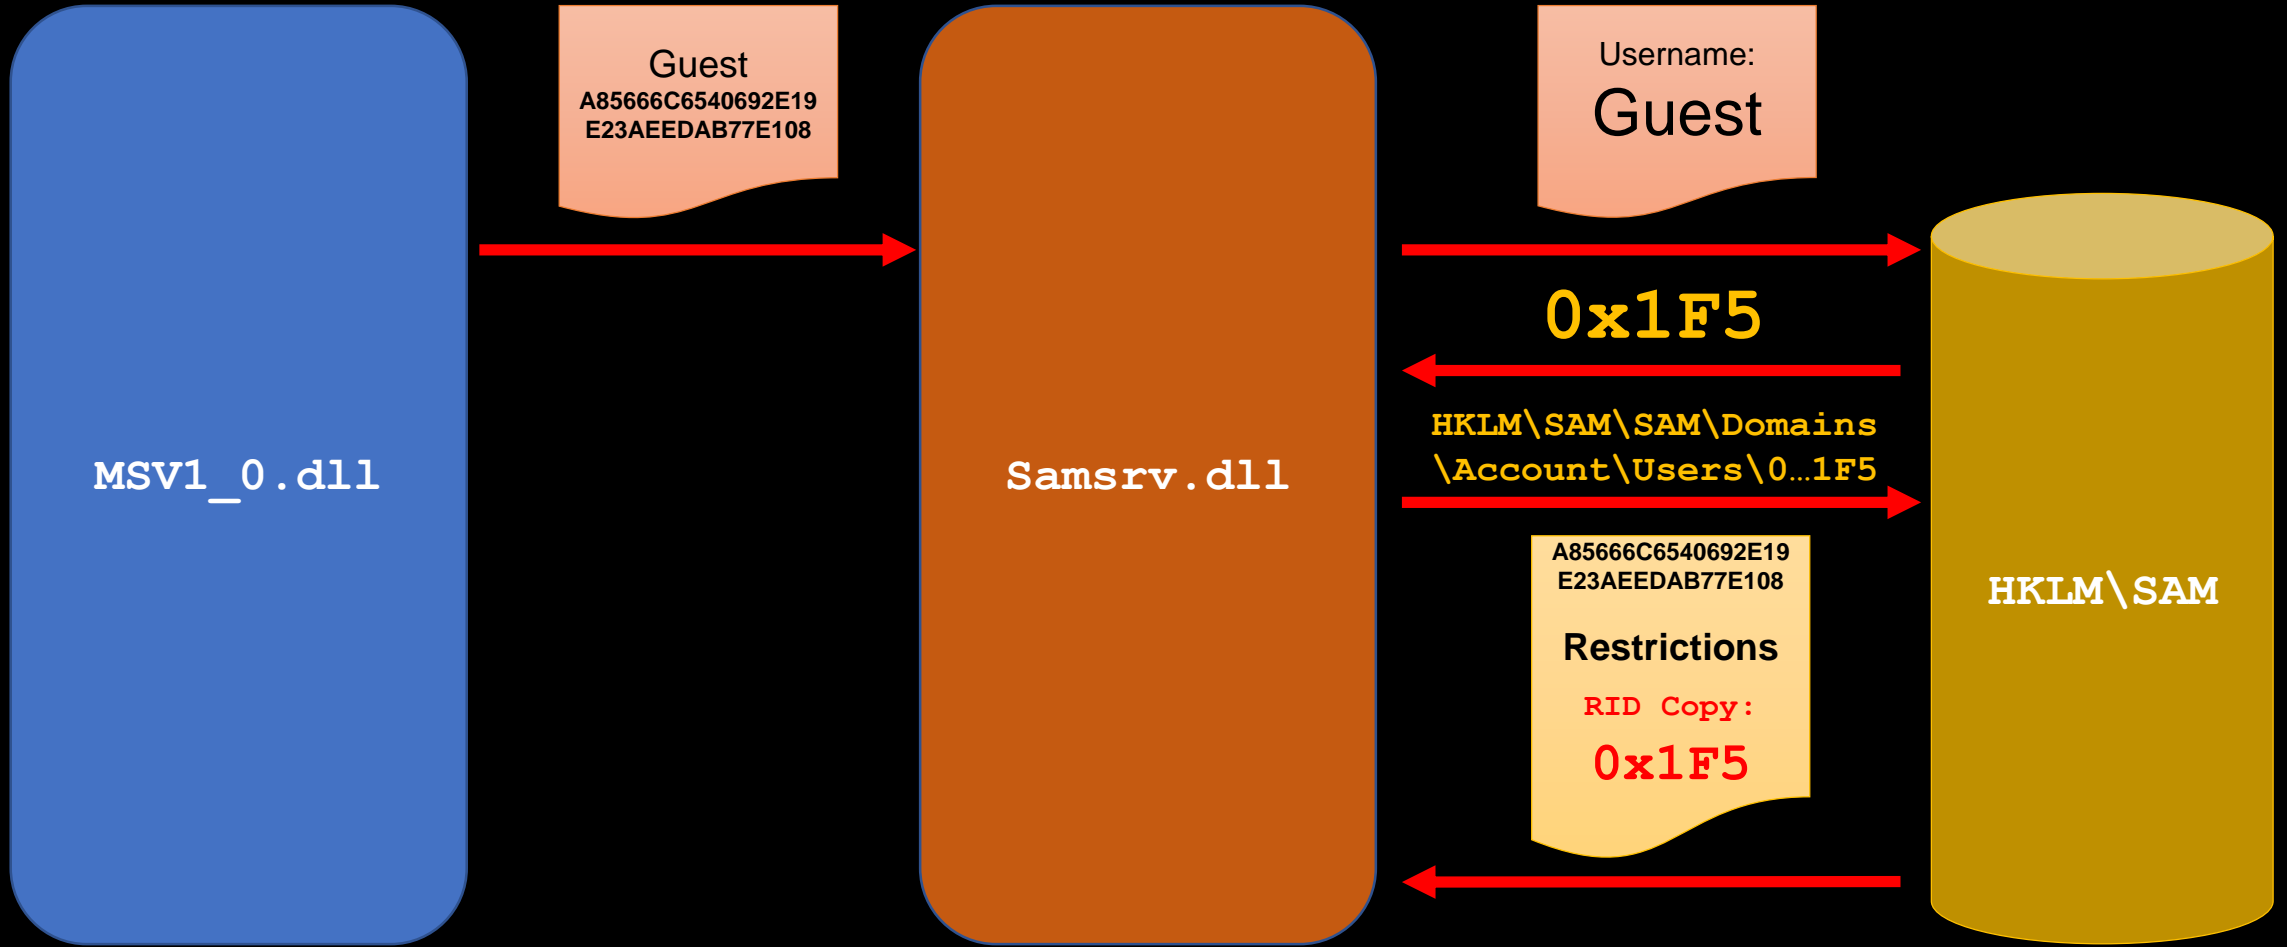 MSV1_0.dll
Guest
A85666C6540692E19
E23AEEDAB77E108
Samsrv.dll
Username:
Guest
0x1F5
HKLM\SAM\SAM\Domains
\Account\Users\0…1F5
A85666C6540692E19
E23AEEDAB77E108
Restrictions
RID Copy:
0x1F5
HKLM\SAM